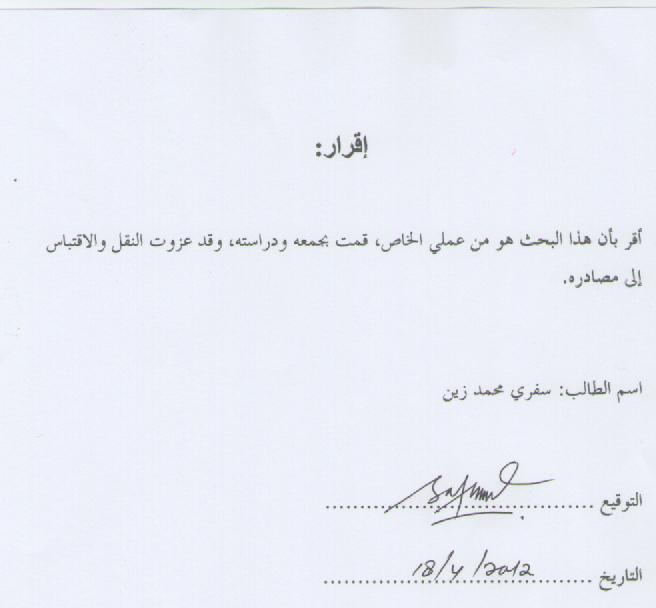 إقرار:
أقر بأن هذا البحث هو من عملي الخاص، قمت بجمعه ودراسته، وقد عزوت النقل والاقتباس
إلى مصادره.
اسم الطالب: سفري محمد زين
التوقيع ........................................
التاريخ ........18/4/2012........